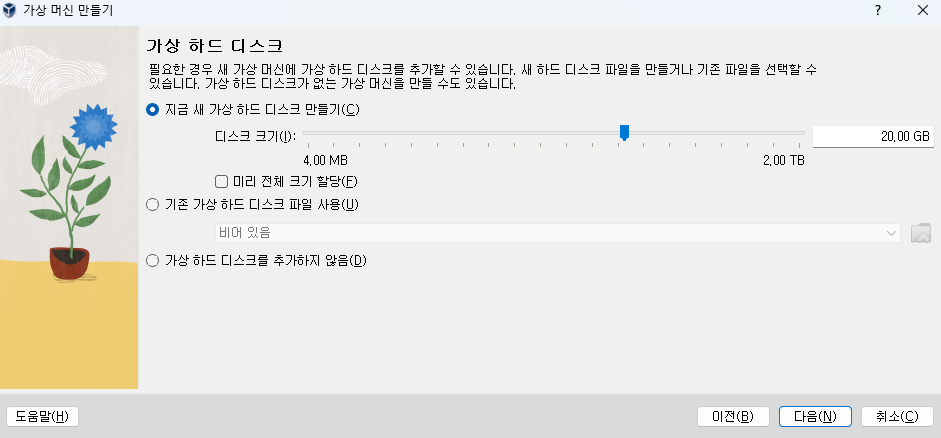 가상 머신 만들기
?
가상 하드 디스크
필요한 경우 새 가상 머신에 가상 하드 디스크를 추가할 수 있습니다. 새 하드 디스크 파일을 만들거나 기존 파일을 선택할 수
있습니다. 가상 하드 디스크가 없는 가상 머신을 만들 수도 있습니다.
지금 새 가상 하드 디스크 만들기(C)
디스크 크기(I):
20,00 GB
4,00 MB
2,00 TB
미리 전체 크기 할당(F)
기존 가상 하드 디스크 파일 사용(U)
비어 있음
가상 하드 디스크를 추가하지 않음(D)
도움말(H)
이전(B)
다음(N)
취소(C)